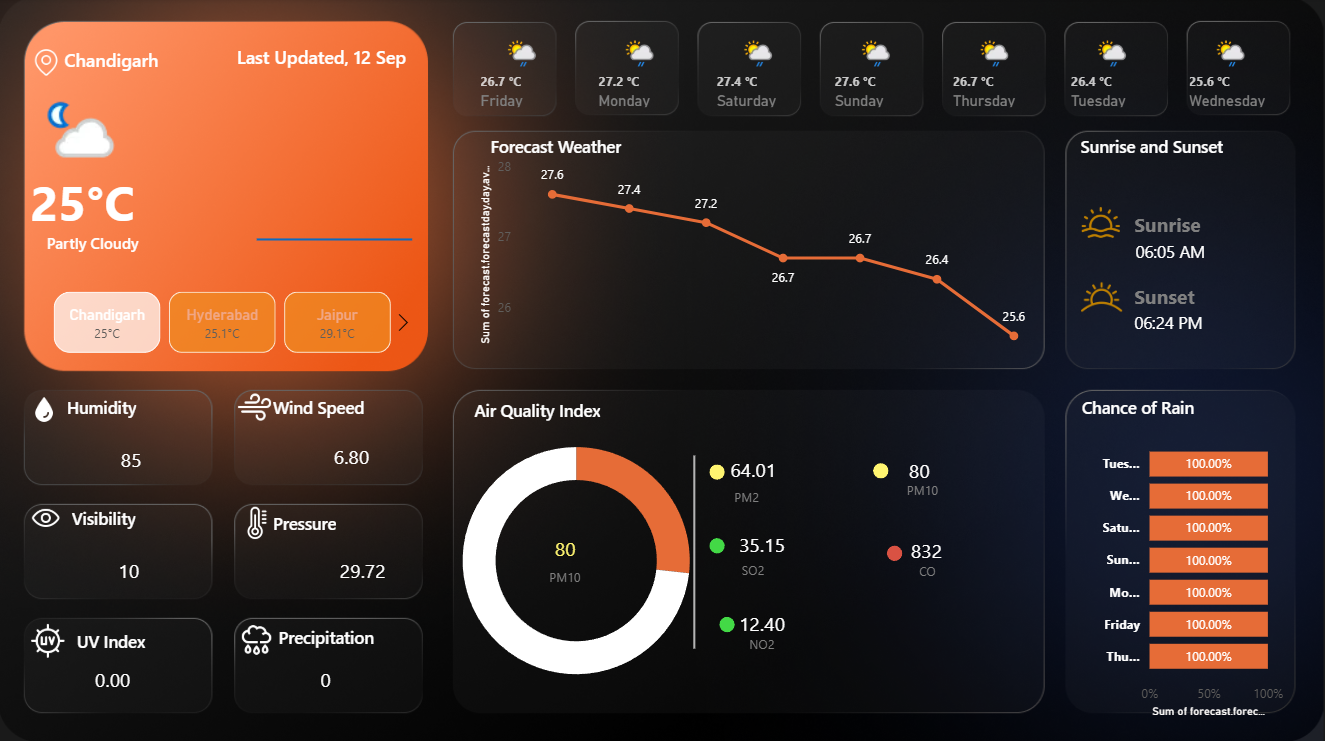 Chandigarh
Last Updated, 12 Sep
25°C
Partly Cloudy
Chandigarh
25°C
Hyderabad
25.1°C
Jaipur
29.1°C
26.7 °C
Friday
27.2 °C
Monday
27.4 °C
Saturday
27.6 °C
Sunday
26.7 °C
Thursday
26.4 °C
Tuesday
25.6 °C
Wednesday
Forecast Weather
Sum of forecast.forecastday.day.av...
28
27
26
27.6
27.4
27.2
26.7
26.7
26.4
25.6
Sunrise and Sunset
Sunrise
06:05 AM
Sunset
06:24 PM
Humidity
85
Wind Speed
6.80
Visibility
10
Pressure
29.72
UV
UV Index
0.00
Precipitation
0
Air Quality Index
80
PM10
64.01
PM2
80
PM10
35.15
SO2
832
CO
12.40
NO2
Chance of Rain
Tues... 100.00%
We... 100.00%
Satu... 100.00%
Sun... 100.00%
Mo... 100.00%
Friday 100.00%
Thu... 100.00%
0% 50% 100%
Sum of forecast.forec...